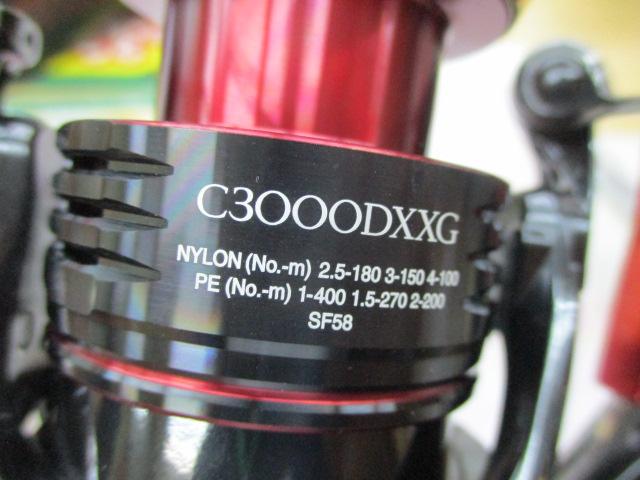 C3000DXXG
NYLON (No.-m) 2.5-180 3-150 4-100
PE (No.-m) 1-400 1.5-270 2-200
SF58